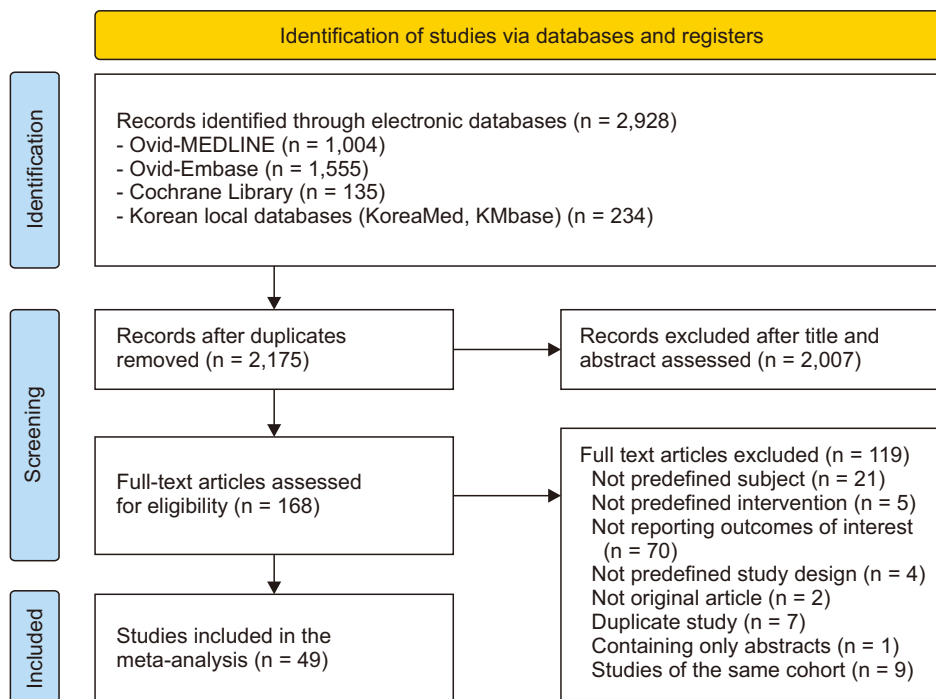 Identification of studies via databases and registers
Identification
Records identified through electronic databases (n = 2,928)
- Ovid-MEDLINE (n = 1,004)
- Ovid-Embase (n = 1,555)
- Cochrane Library (n = 135)
- Korean local databases (KoreaMed, KMbase) (n = 234)
Screening
Records after duplicates
removed (n = 2,175)
Records excluded after title and
abstract assessed (n = 2,007)
Full-text articles assessed
for eligibility (n = 168)
Full text articles excluded (n = 119)
Not predefined subject (n = 21)
Not predefined intervention (n = 5)
Not reporting outcomes of interest
(n = 70)
Not predefined study design (n = 4)
Not original article (n = 2)
Duplicate study (n = 7)
Containing only abstracts (n = 1)
Studies of the same cohort (n = 9)
Included
Studies included in the
meta-analysis (n = 49)